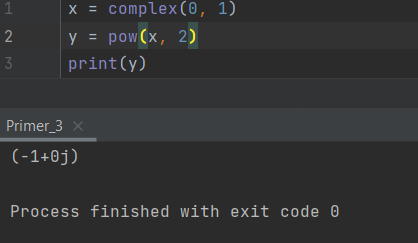 1 x = complex(0, 1)
2 y = pow(x, 2)
3 print(y)
Primer_3 ×
(-1+0j)
Process finished with exit code 0